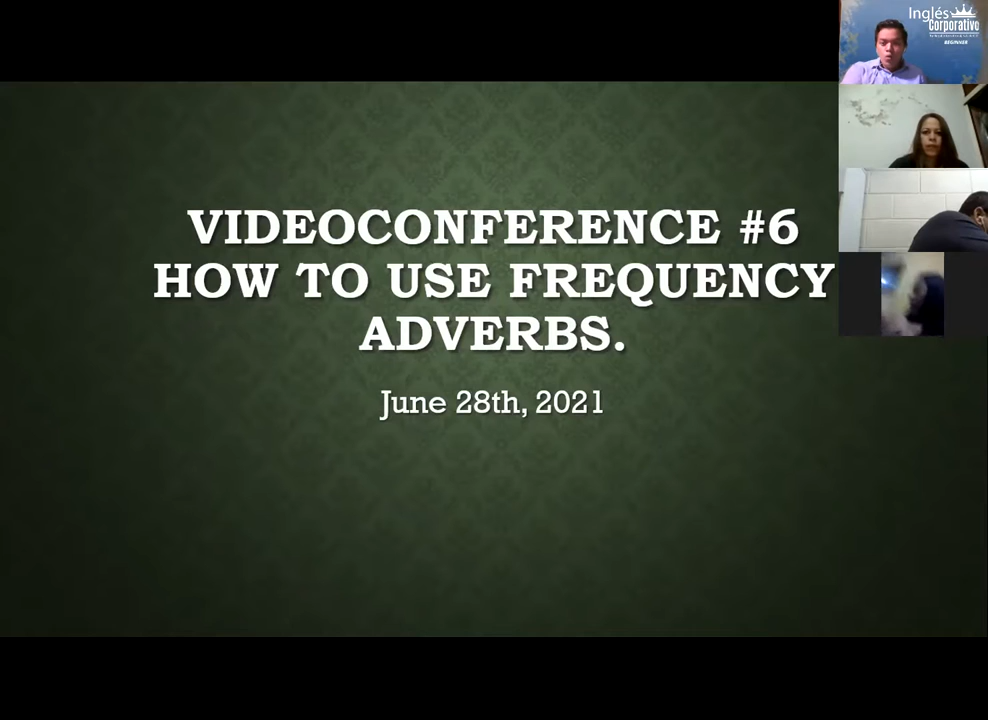 Inglés
Corporativo
BEGINNER
VIDEOCONFERENCE #6
HOW TO USE FREQUENCY
ADVERBS.
June 28th, 2021